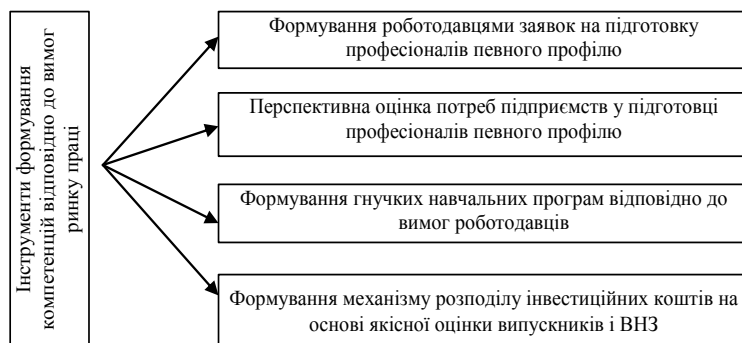 Інструменти формування
компетенцій відповідно до вимог
ринку праці
Формування роботодавцями заявок на підготовку
професіоналів певного профілю
Перспективна оцінка потреб підприємств у підготовці
професіоналів певного профілю
Формування гнучких навчальних програм відповідно до
вимог роботодавців
Формування механізму розподілу інвестиційних коштів на
основі якісної оцінки випускників і ВНЗ